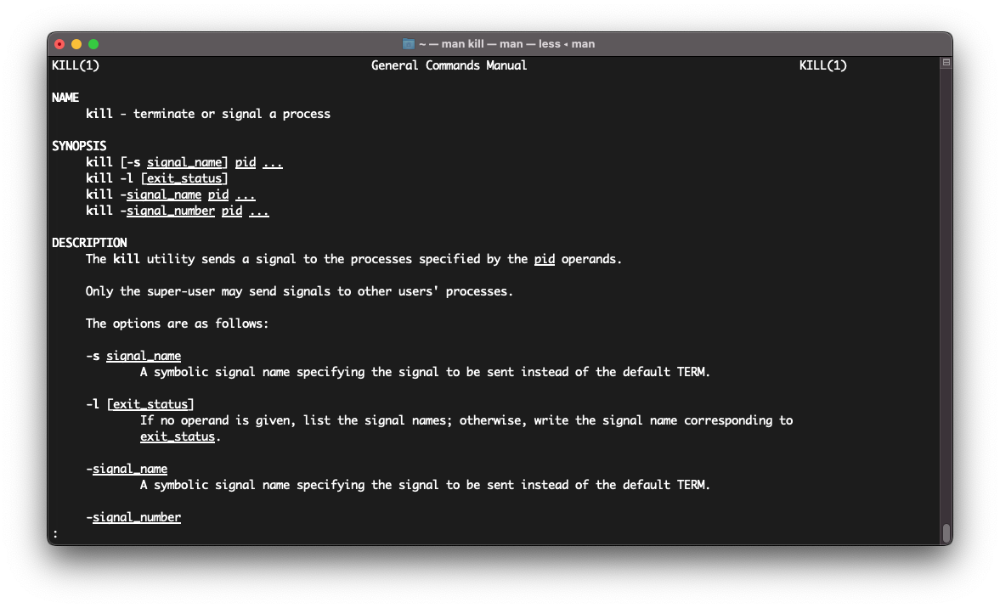 ~ — man kill — man — less ◂ man
KILL(1) General Commands Manual KILL(1)
NAME
kill - terminate or signal a process
SYNOPSIS
kill [-s signal_name] pid ...
kill -l [exit_status]
kill -signal_name pid ...
kill -signal_number pid ...
DESCRIPTION
The kill utility sends a signal to the processes specified by the pid operands.
Only the super-user may send signals to other users' processes.
The options are as follows:
-s signal_name
A symbolic signal name specifying the signal to be sent instead of the default TERM.
-l [exit_status]
If no operand is given, list the signal names; otherwise, write the signal name corresponding to
exit_status.
-signal_name
A symbolic signal name specifying the signal to be sent instead of the default TERM.
-signal_number
: